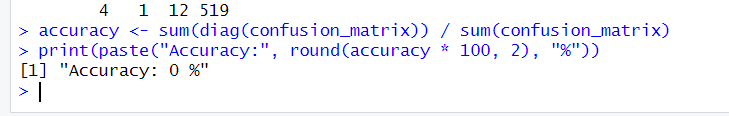 4 1 12 519
> accuracy <- sum(diag(confusion_matrix)) / sum(confusion_matrix)
> print(paste("Accuracy:", round(accuracy * 100, 2), "%"))
[1] "Accuracy: 0 %"
>